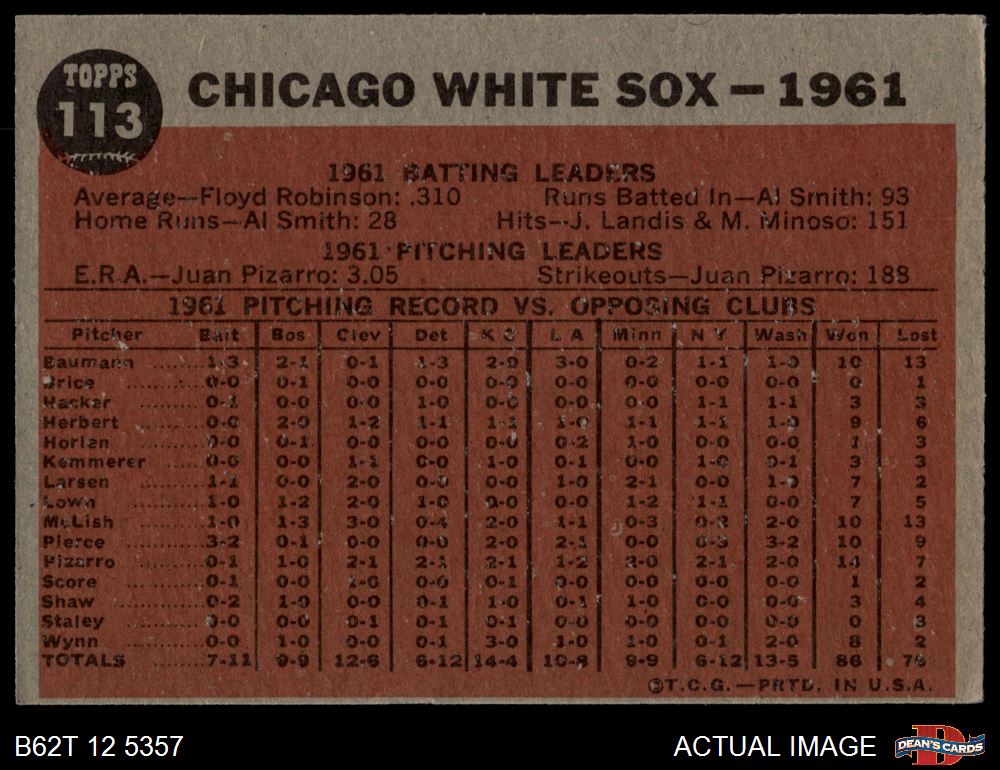 TOPPS
113
CHICAGO WHITE SOX — 1961
1961 BATTING LEADERS
Average—Floyd Robinson: .310 Runs Batted In—Al Smith: 93
Home Runs—Al Smith: 28 Hits—J. Landis & M. Minoso: 151
1961 PITCHING LEADERS
E.R.A.—Juan Pizarro: 3.05 Strikeouts—Juan Pizarro: 188
1961 PITCHING RECORD VS. OPPOSING CLUBS
Pitcher Balt Bos Clev Det K C L A Minn N Y Wash Won Lost
Baumann 1-3 2-1 0-1 1-3 2-0 3-0 0-2 1-1 1-0 10 13
Brice 0-0 0-1 0-0 0-0 0-0 0-0 0-0 0-0 0-0 0 1
Hacker 0-1 0-0 0-0 1-0 0-0 0-0 0-0 1-1 1-1 3 3
Herbert 0-0 2-0 1-2 1-1 1-1 1-0 1-1 1-1 1-0 9 6
Horlen 0-0 0-1 0-0 0-0 0-0 0-2 1-0 0-0 0-0 1 3
Kemmerer 0-0 0-0 1-1 0-0 1-0 0-1 0-0 1-0 0-1 3 3
Larsen 1-1 0-0 2-0 0-0 0-0 1-0 2-1 0-0 1-0 7 2
Lown 1-0 1-2 2-0 0-0 1-0 0-0 1-2 1-1 0-0 7 5
McLish 1-0 1-3 3-0 0-4 2-0 1-1 0-3 0-2 2-0 10 13
Pierce 3-2 0-1 0-0 0-0 2-0 2-1 0-0 0-3 3-2 10 9
Pizarro 0-1 1-0 2-1 2-1 2-1 1-2 2-0 2-1 2-0 14 7
Score 0-1 0-0 1-0 0-0 0-1 0-0 0-0 0-0 0-0 1 2
Shaw 0-2 1-0 0-0 0-1 1-0 0-1 1-0 0-0 0-0 3 4
Staley 0-0 0-0 0-1 0-1 0-1 0-0 0-0 0-0 0-0 0 3
Wynn 0-0 1-0 0-0 0-1 3-0 1-0 1-0 0-1 2-0 8 2
TOTALS 7-11 9-9 12-6 6-12 14-4 10-8 9-9 6-12 13-5 86 76
©T.C.G.—PRTD. IN U.S.A.
B62T 12 5357 ACTUAL IMAGE DEAN'S CARDS